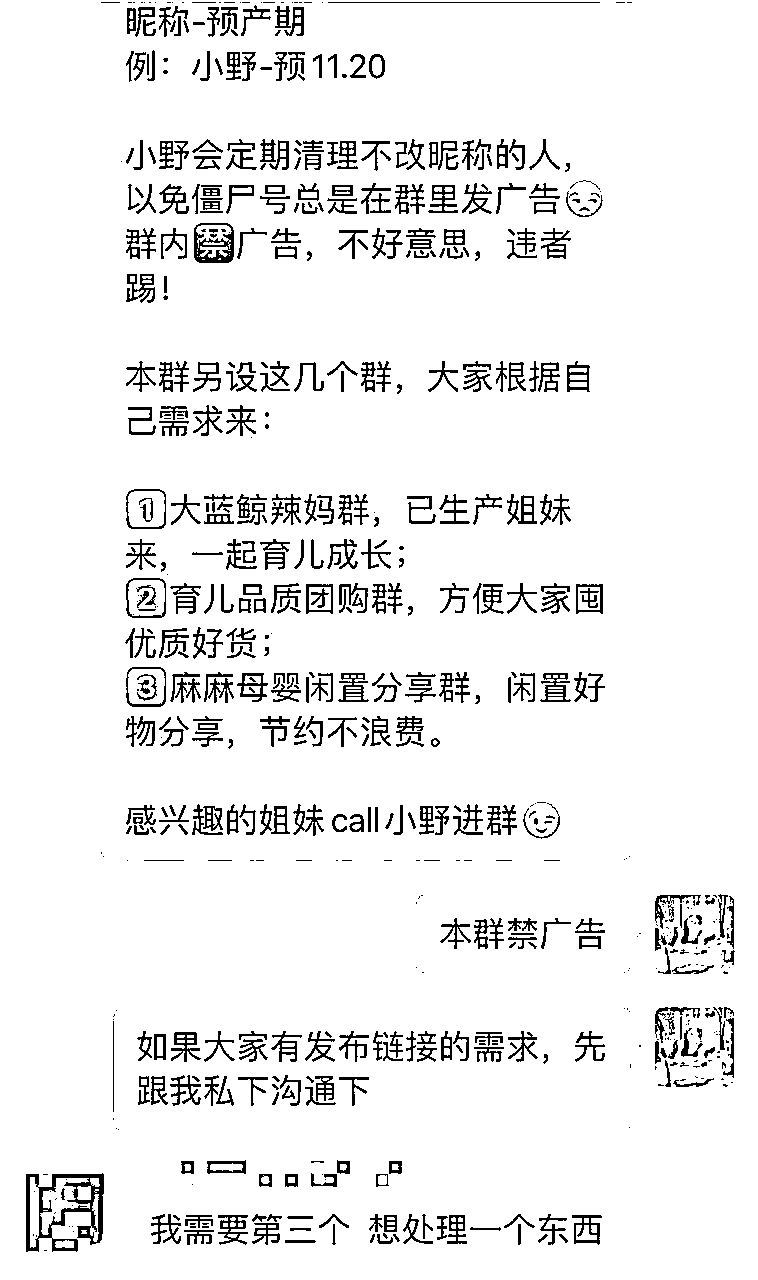 昵称-预产期
例：小野-预11.20
小野会定期清理不改昵称的人，
以免僵尸号总是在群里发广告😒
群内🈲广告，不好意思，违者
踢！
本群另设这几个群，大家根据自
己需求来：
1️⃣大蓝鲸辣妈群，已生产姐妹
来，一起育儿成长；
2️⃣育儿品质团购群，方便大家囤
优质好货；
3️⃣麻麻母婴闲置分享群，闲置好
物分享，节约不浪费。
感兴趣的姐妹call小野进群😉
本群禁广告
如果大家有发布链接的需求，先
跟我私下沟通下
我需要第三个 想处理一个东西